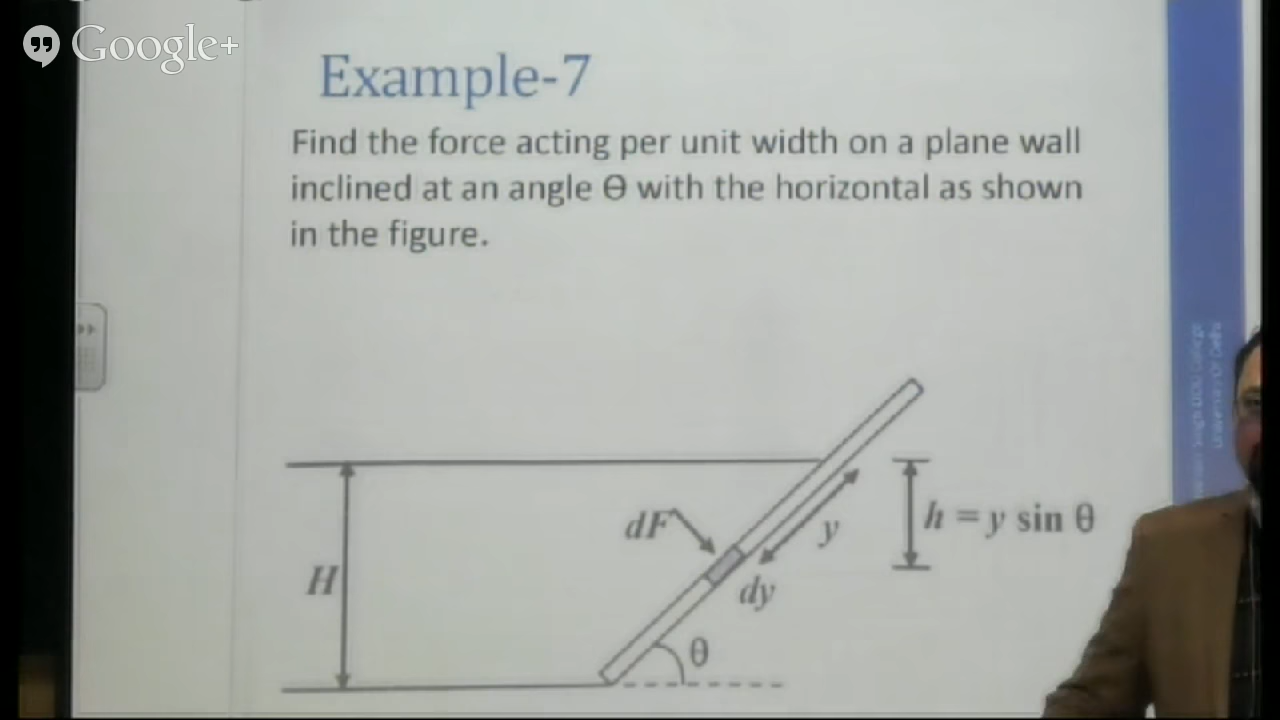 Google+
Example-7
Find the force acting per unit width on a plane wall
inclined at an angle Ө with the horizontal as shown
in the figure.
dF
y
h = y sin θ
H
dy
θ